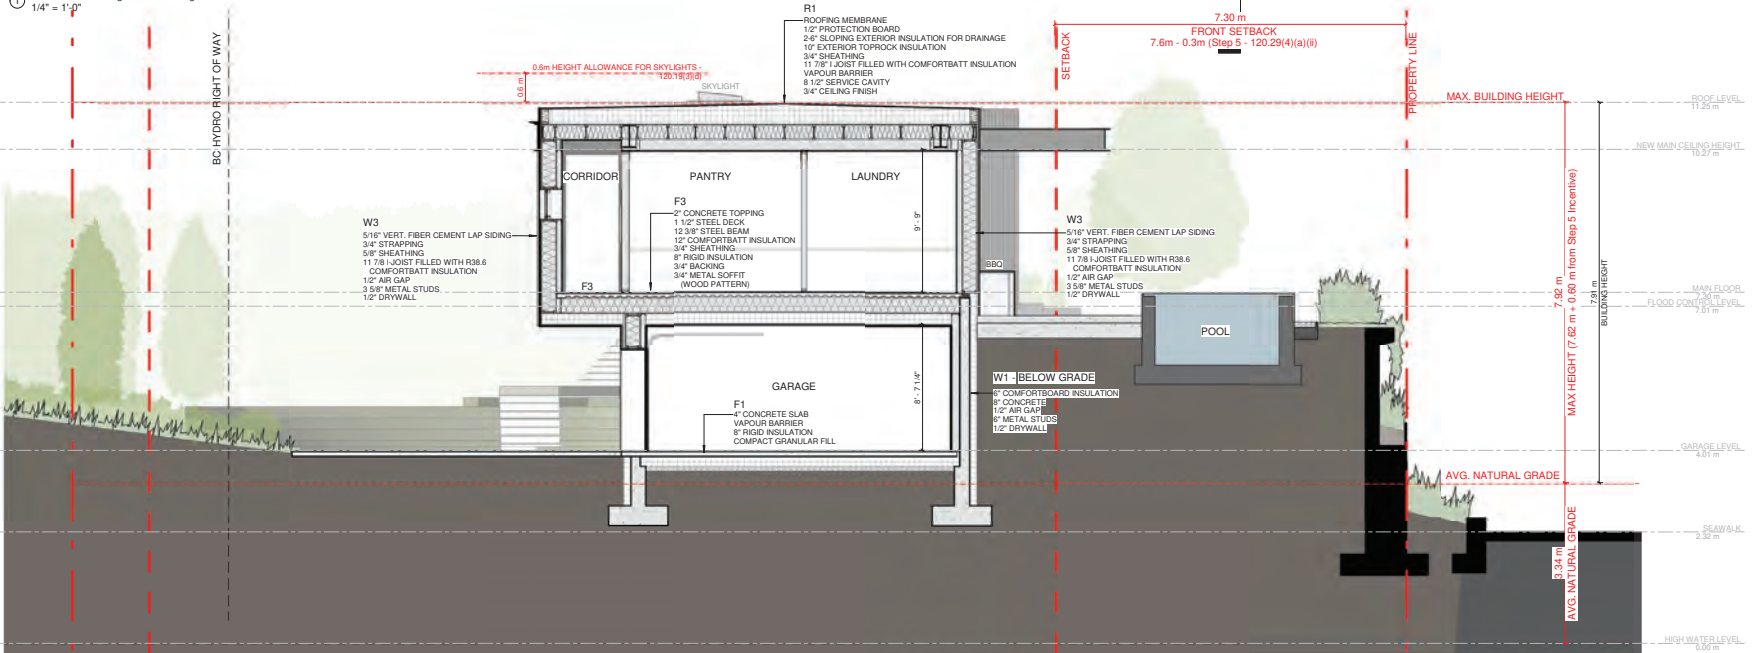 1
1/4" = 1'-0"
BC HYDRO RIGHT OF WAY
0.6m HEIGHT ALLOWANCE FOR SKYLIGHTS -
120.19(3)(d)
0.6 m
SKYLIGHT
R1
ROOFING MEMBRANE
1/2" PROTECTION BOARD
2-6" SLOPING EXTERIOR INSULATION FOR DRAINAGE
10" EXTERIOR TOPROCK INSULATION
3/4" SHEATHING
11 7/8" I JOIST FILLED WITH COMFORTBATT INSULATION
VAPOUR BARRIER
8 1/2" SERVICE CAVITY
3/4" CEILING FINISH
SETBACK
7.30 m
FRONT SETBACK
7.6m - 0.3m (Step 5 - 120.29(4)(a)(ii)
PROPERTY LINE
MAX. BUILDING HEIGHT
ROOF LEVEL
11.25 m
NEW MAIN CEILING HEIGHT
10.27 m
CORRIDOR
PANTRY
LAUNDRY
F3
2" CONCRETE TOPPING
1 1/2" STEEL DECK
12 3/8" STEEL BEAM
12" COMFORTBATT INSULATION
3/4" SHEATHING
8" RIGID INSULATION
3/4" BACKING
3/4" METAL SOFFIT
(WOOD PATTERN)
9' - 9"
W3
5/16" VERT. FIBER CEMENT LAP SIDING
3/4" STRAPPING
5/8" SHEATHING
11 7/8 I-JOIST FILLED WITH R38.6
COMFORTBATT INSULATION
1/2" AIR GAP
3 5/8" METAL STUDS
1/2" DRYWALL
F3
BBQ
W3
5/16" VERT. FIBER CEMENT LAP SIDING
3/4" STRAPPING
5/8" SHEATHING
11 7/8 I-JOIST FILLED WITH R38.6
COMFORTBATT INSULATION
1/2" AIR GAP
3 5/8" METAL STUDS
1/2" DRYWALL
MAIN FLOOR
FLOOD CONTROL LEVEL
7.01 m
7.92 m
MAX HEIGHT (7.62 m + 0.60 m from Step 5 Incentive)
7.91 m
BUILDING HEIGHT
POOL
GARAGE
8' - 7 1/4"
F1
4" CONCRETE SLAB
VAPOUR BARRIER
8" RIGID INSULATION
COMPACT GRANULAR FILL
W1 - BELOW GRADE
6" COMFORTBOARD INSULATION
8" CONCRETE
1/2" AIR GAP
6" METAL STUDS
1/2" DRYWALL
GARAGE LEVEL
4.01 m
AVG. NATURAL GRADE
3.34 m
AVG. NATURAL GRADE
SEAWALK
2.32 m
HIGH WATER LEVEL
0.00 m